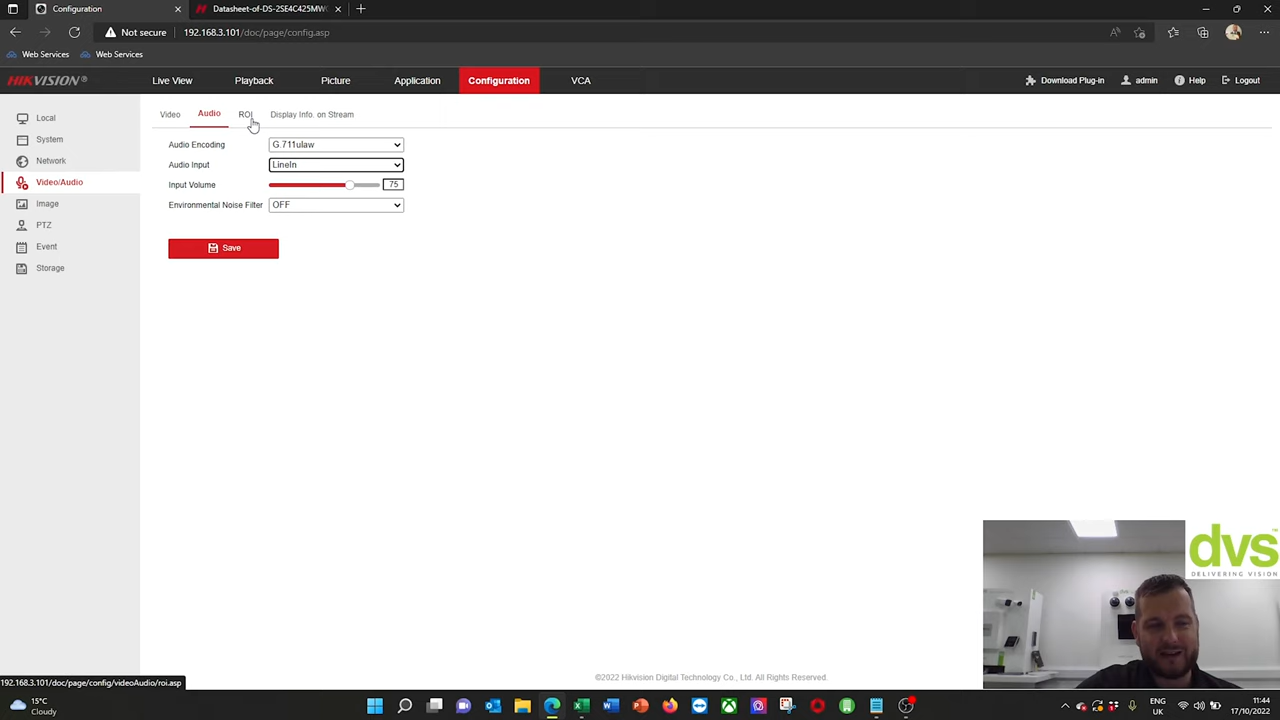 Configuration
Datasheet-of-DS-2SE4C425MW
Not secure
192.168.3.101/doc/page/config.asp
Web Services
Web Services
HIKVISION®
Live View
Playback
Picture
Application
Configuration
VCA
Download Plug-in
admin
Help
Logout
Local
System
Network
Video/Audio
Image
PTZ
Event
Storage
Video
Audio
ROI
Display Info. on Stream
Audio Encoding
G.711ulaw
Audio Input
LineIn
Input Volume
75
Environmental Noise Filter
OFF
Save
dvs™
DELIVERING VISION
©2022 Hikvision Digital Technology Co., Ltd. All Rights Reserved.
192.168.3.101/doc/page/config/videoAudio/roi.asp
15°C
Cloudy
ENG
UK
11:44
17/10/2022